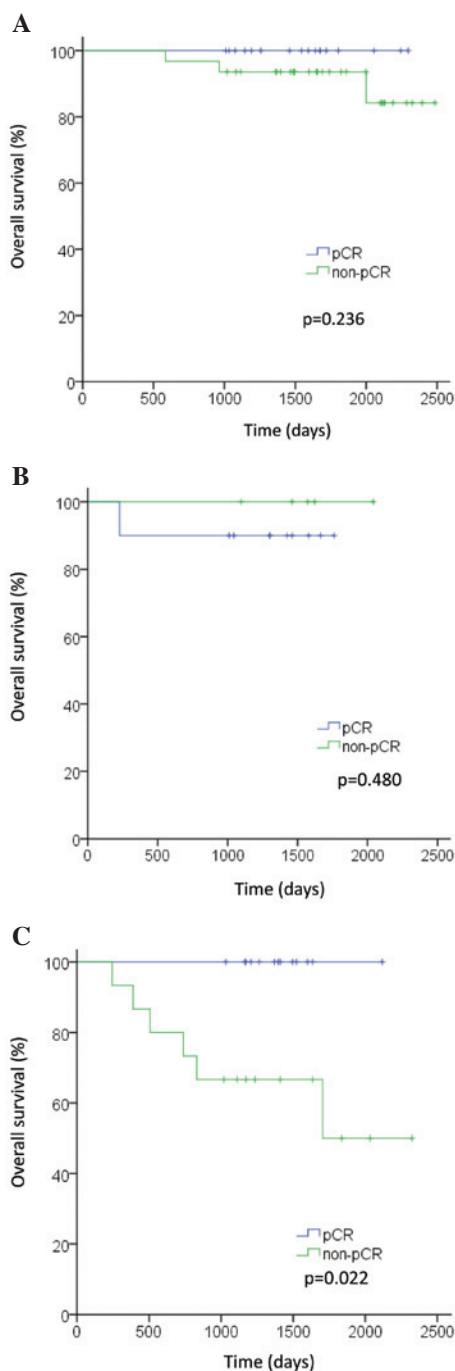 A
Overall survival (%)
100
80
60
40
20
0
pCR
non-pCR
p=0.236
0 500 1000 1500 2000 2500
Time (days)
B
Overall survival (%)
100
80
60
40
20
0
pCR
non-pCR
p=0.480
0 500 1000 1500 2000 2500
Time (days)
C
Overall survival (%)
100
80
60
40
20
0
pCR
non-pCR
p=0.022
0 500 1000 1500 2000 2500
Time (days)